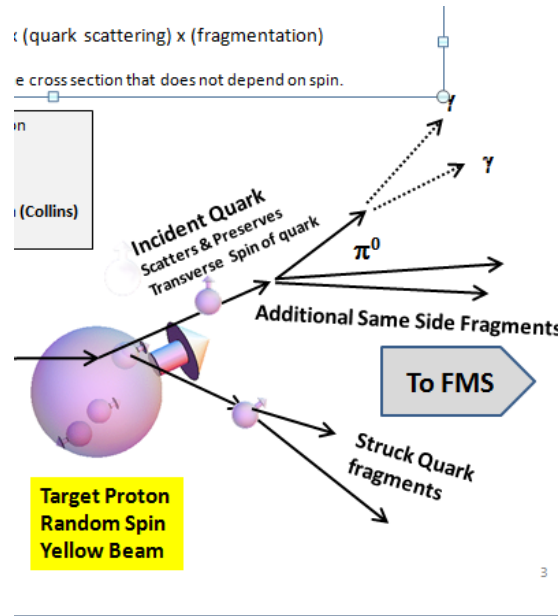 (quark scattering) x (fragmentation)
e cross section that does not depend on spin.
on
(Collins)
γ
γ
Incident Quark
Scatters & Preserves
Transverse Spin of quark
π⁰
Additional Same Side Fragments
To FMS
Struck Quark
fragments
Target Proton
Random Spin
Yellow Beam
3